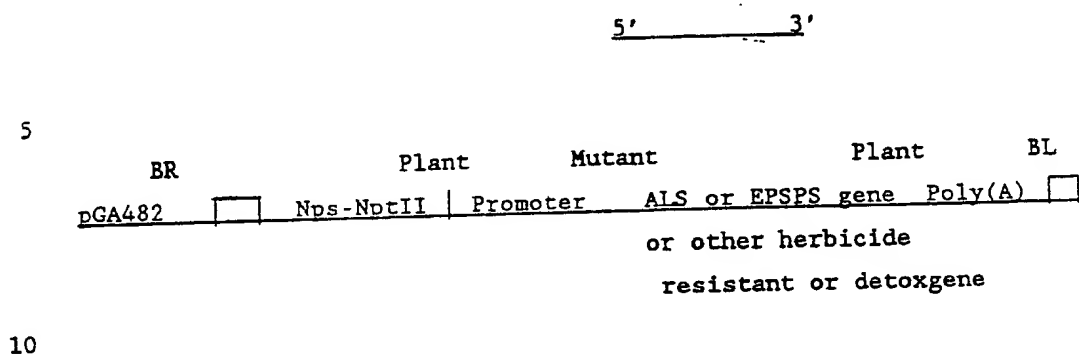 5' 3'
5
BR Plant Mutant Plant BL
pGA482 Nps-NptII Promoter ALS or EPSPS gene Poly(A)
or other herbicide
resistant or detoxgene
10